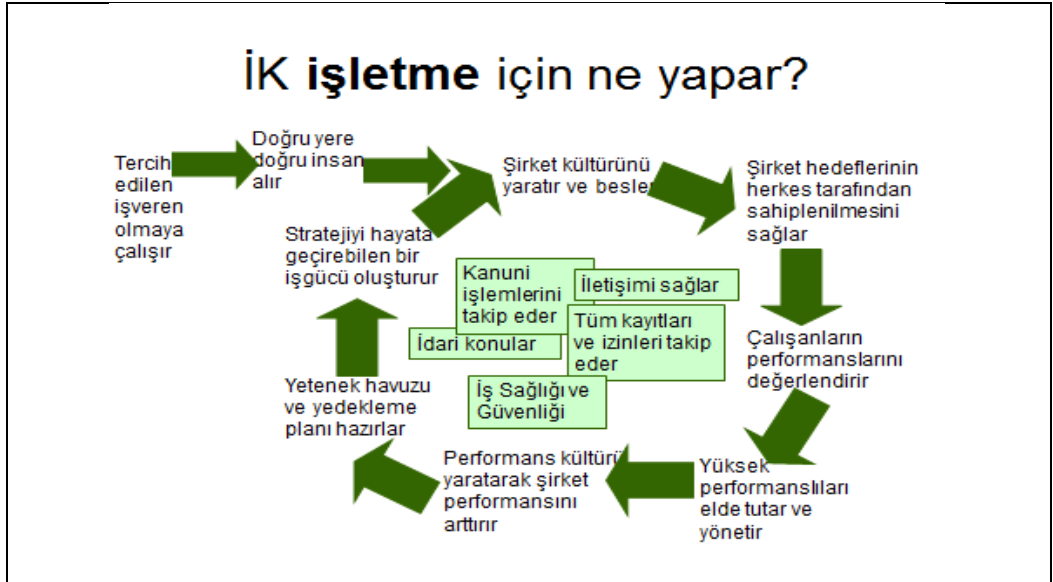 İK işletme için ne yapar?
Tercih
edilen
işveren
olmaya
çalışır
Doğru yere
doğru insan
alır
Şirket kültürünü
yaratır ve besler
Şirket hedeflerinin
herkes tarafından
sahiplenilmesini
sağlar
Çalışanların
performanslarını
değerlendirir
Yüksek
performanslıları
elde tutar ve
yönetir
Performans kültürü
yaratarak şirket
performansını
arttırır
Yetenek havuzu
ve yedekleme
planı hazırlar
Stratejiyi hayata
geçirebilen bir
işgücü oluşturur
Kanuni
işlemlerini
takip eder
İletişimi sağlar
Tüm kayıtları
ve izinleri takip
eder
İdari konular
İş Sağlığı ve
Güvenliği